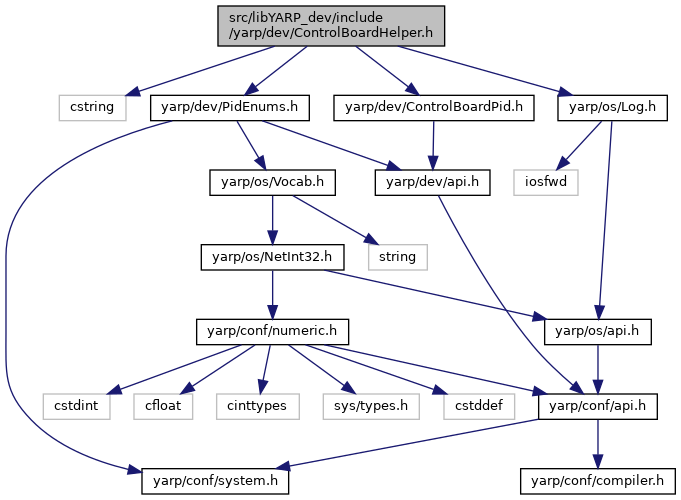 src/libYARP_dev/include
/yarp/dev/ControlBoardHelper.h
cstring
yarp/dev/PidEnums.h
yarp/dev/ControlBoardPid.h
yarp/os/Log.h
yarp/os/Vocab.h
yarp/dev/api.h
iosfwd
yarp/os/NetInt32.h
string
yarp/conf/numeric.h
yarp/os/api.h
cstdint
cfloat
cinttypes
sys/types.h
cstddef
yarp/conf/api.h
yarp/conf/system.h
yarp/conf/compiler.h